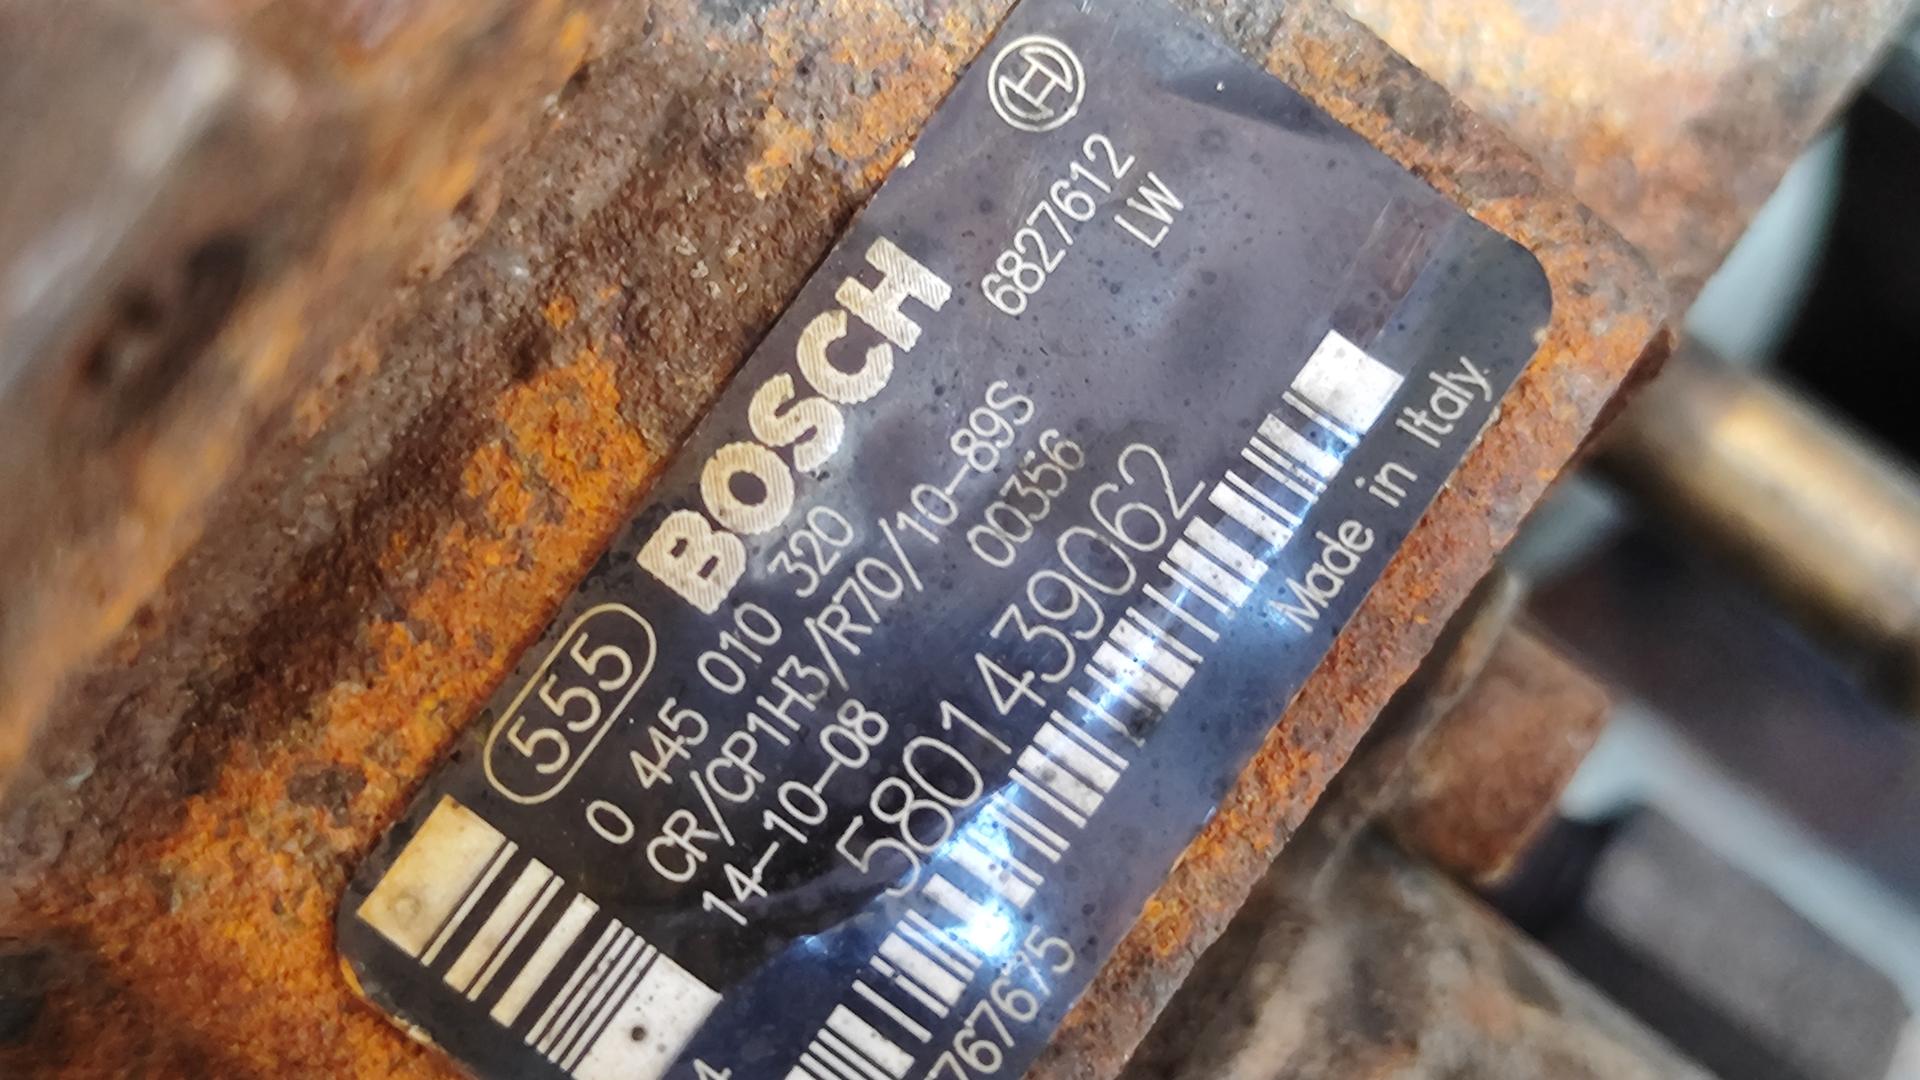 BOSCH
6827612
LW
555
0 445 010 320
CR/CP1H3/R70/10-89S
14-10-08
00356
5801439062
Made in Italy